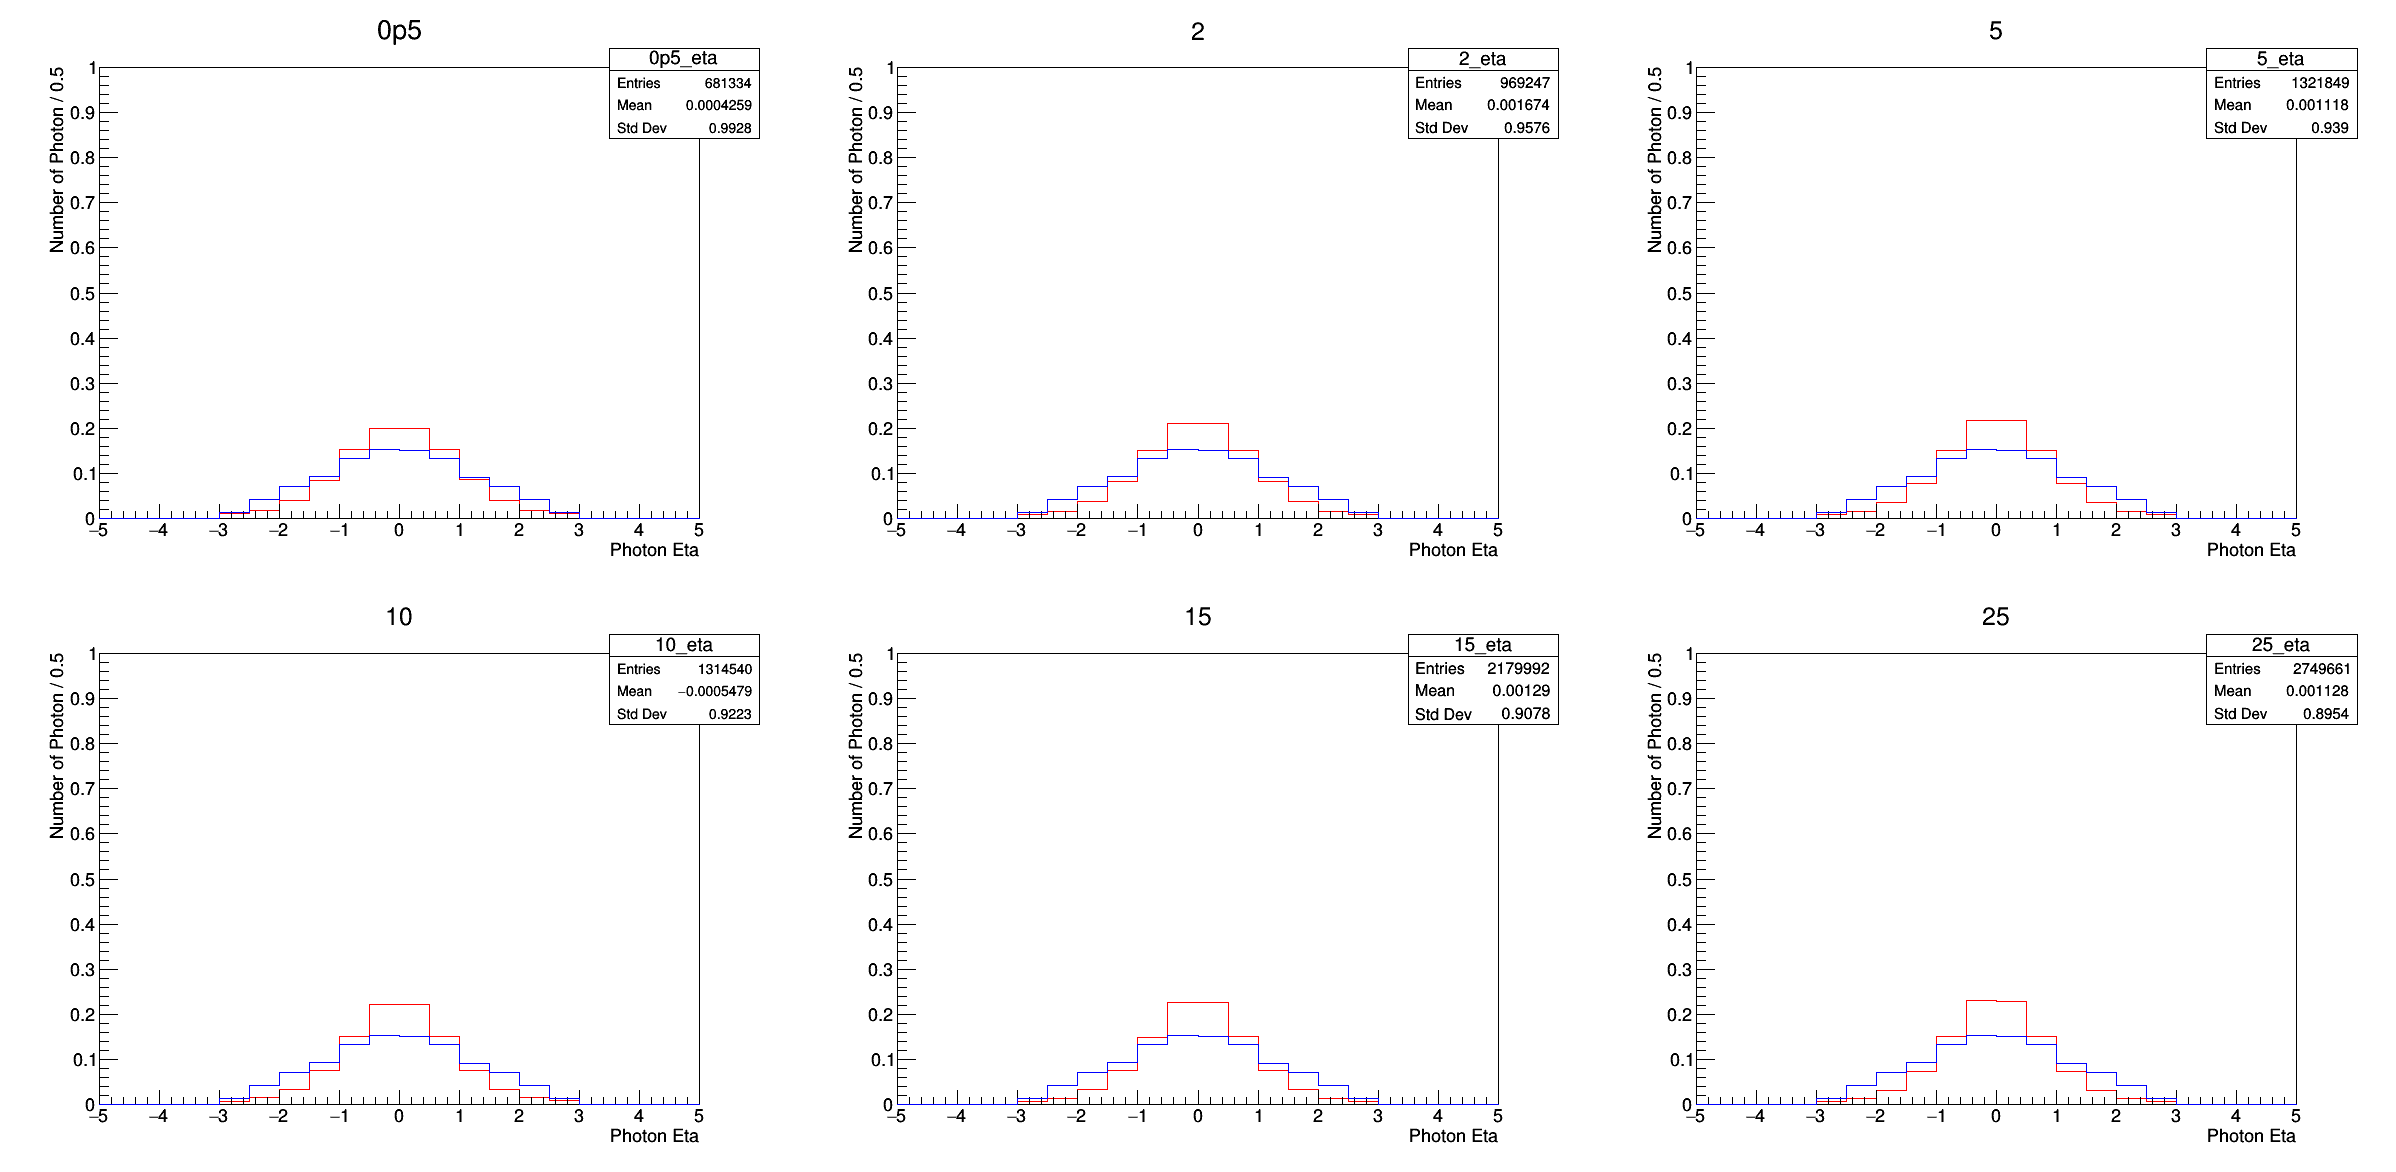 0p5
0p5_eta
Entries 681334
Mean 0.0004259
Std Dev 0.9928
Number of Photon / 0.5
1
0.9
0.8
0.7
0.6
0.5
0.4
0.3
0.2
0.1
0
−5 −4 −3 −2 −1 0 1 2 3 4 5
Photon Eta
2
2_eta
Entries 969247
Mean 0.001674
Std Dev 0.9576
Number of Photon / 0.5
1
0.9
0.8
0.7
0.6
0.5
0.4
0.3
0.2
0.1
0
−5 −4 −3 −2 −1 0 1 2 3 4 5
Photon Eta
5
5_eta
Entries 1321849
Mean 0.001118
Std Dev 0.939
Number of Photon / 0.5
1
0.9
0.8
0.7
0.6
0.5
0.4
0.3
0.2
0.1
0
−5 −4 −3 −2 −1 0 1 2 3 4 5
Photon Eta
10
10_eta
Entries 1314540
Mean −0.0005479
Std Dev 0.9223
Number of Photon / 0.5
1
0.9
0.8
0.7
0.6
0.5
0.4
0.3
0.2
0.1
0
−5 −4 −3 −2 −1 0 1 2 3 4 5
Photon Eta
15
15_eta
Entries 2179992
Mean 0.00129
Std Dev 0.9078
Number of Photon / 0.5
1
0.9
0.8
0.7
0.6
0.5
0.4
0.3
0.2
0.1
0
−5 −4 −3 −2 −1 0 1 2 3 4 5
Photon Eta
25
25_eta
Entries 2749661
Mean 0.001128
Std Dev 0.8954
Number of Photon / 0.5
1
0.9
0.8
0.7
0.6
0.5
0.4
0.3
0.2
0.1
0
−5 −4 −3 −2 −1 0 1 2 3 4 5
Photon Eta